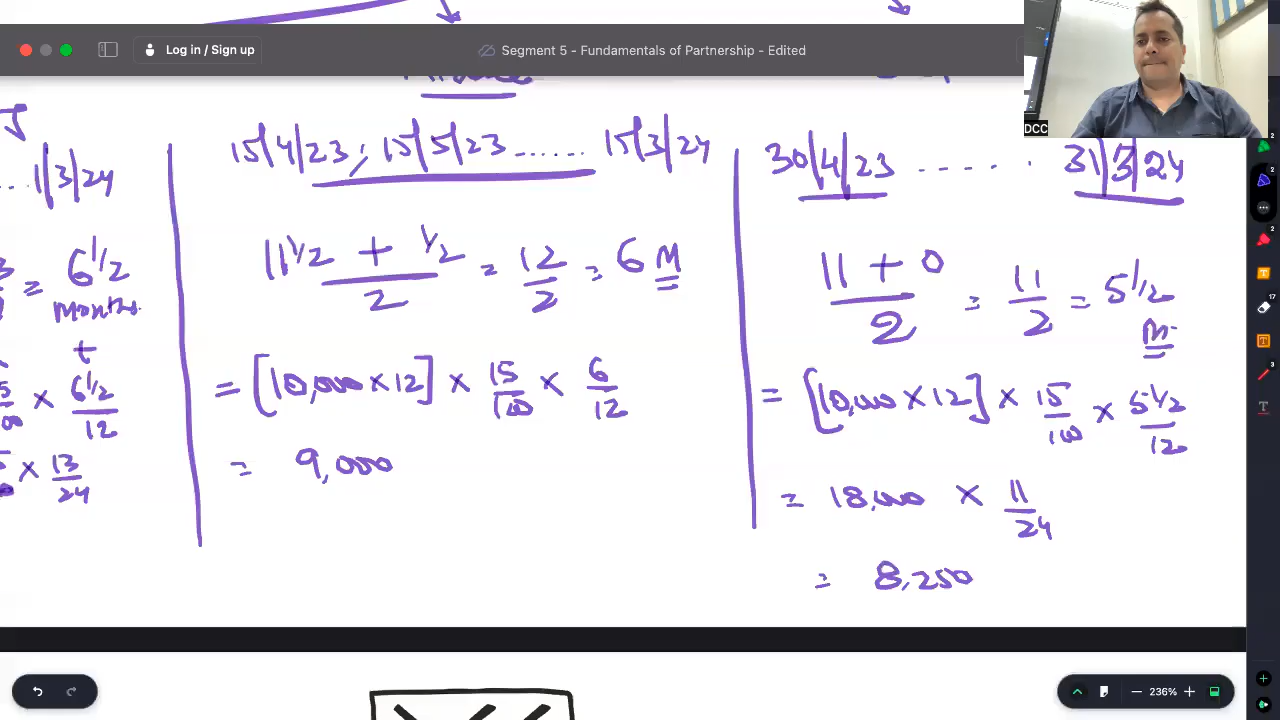 Log in / Sign up
Segment 5 - Fundamentals of Partnership - Edited
DCC
1/3/24
= 6 1/2
months
+
× 6 1/2 / 12
× 13/24
15/4/23, 15/5/23 ...... 15/3/24
11 1/2 + 1/2 / 2 = 12/2 = 6 M
= [10,000 × 12] × 15/100 × 6/12
= 9,000
30/4/23 ...... 31/3/24
11 + 0 / 2 = 11/2 = 5 1/2
M
= [10,000 × 12] × 15/100 × 5 1/2 / 12
= 18,000 × 11/24
= 8,250
236%